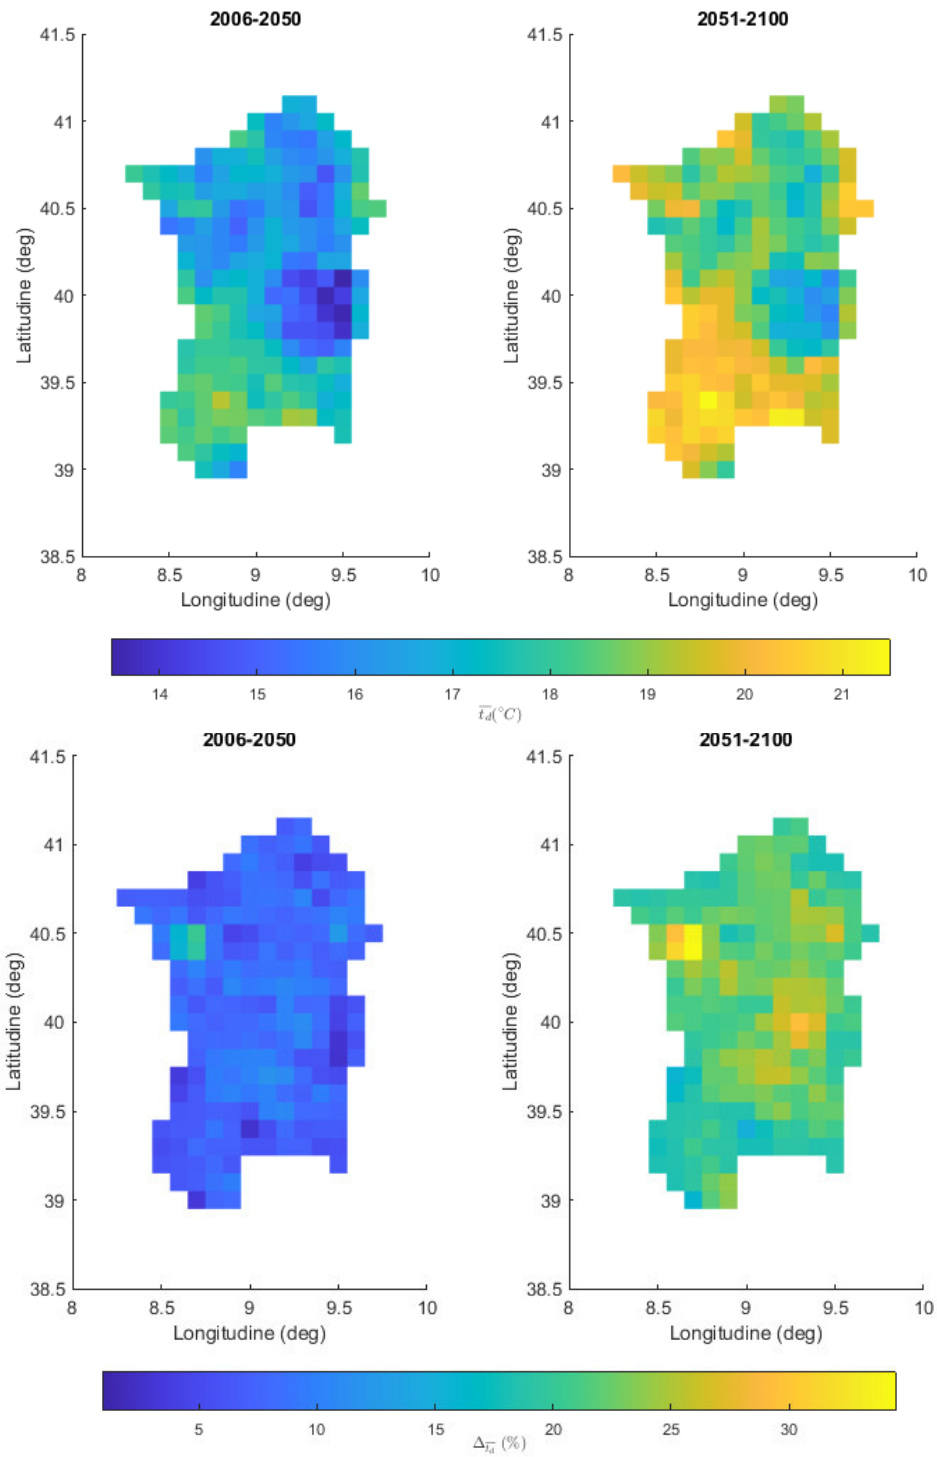 2006-2050
2051-2100
41.5
41
40.5
40
39.5
39
38.5
Latitudine (deg)
8 8.5 9 9.5 10
Longitudine (deg)
41.5
41
40.5
40
39.5
39
38.5
Latitudine (deg)
8 8.5 9 9.5 10
Longitudine (deg)
14 15 16 17 18 19 20 21
t̅_d(°C)
2006-2050
2051-2100
41.5
41
40.5
40
39.5
39
38.5
Latitudine (deg)
8 8.5 9 9.5 10
Longitudine (deg)
41.5
41
40.5
40
39.5
39
38.5
Latitudine (deg)
8 8.5 9 9.5 10
Longitudine (deg)
5 10 15 20 25 30
Δ_t̅_d (%)